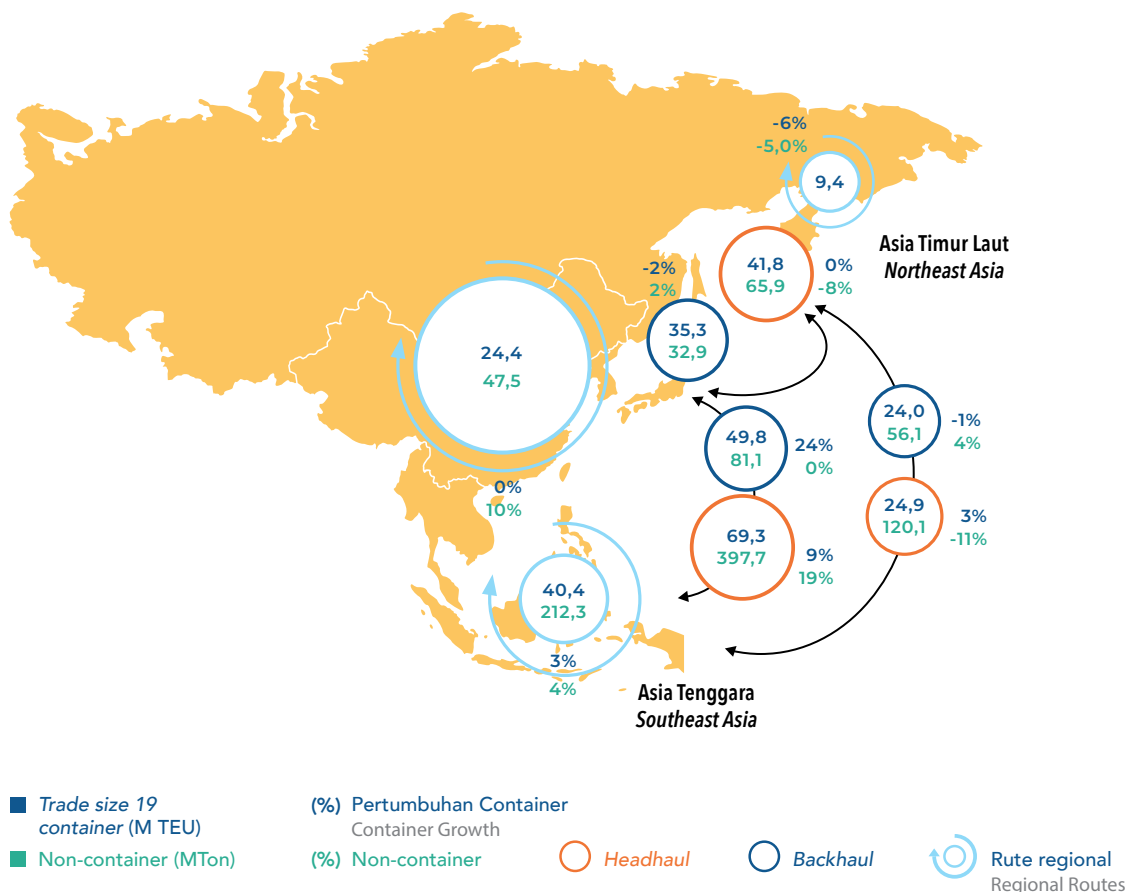 -6%
-5,0%
9,4
Asia Timur Laut
Northeast Asia
41,8
65,9
0%
-8%
-2%
2%
35,3
32,9
24,4
47,5
0%
10%
49,8
81,1
24%
0%
24,0
56,1
-1%
4%
69,3
397,7
9%
19%
24,9
120,1
3%
-11%
40,4
212,3
3%
4%
Asia Tenggara
Southeast Asia
Trade size 19
container (M TEU)
Non-container (MTon)
(%) Pertumbuhan Container
Container Growth
(%) Non-container
Headhaul
Backhaul
Rute regional
Regional Routes